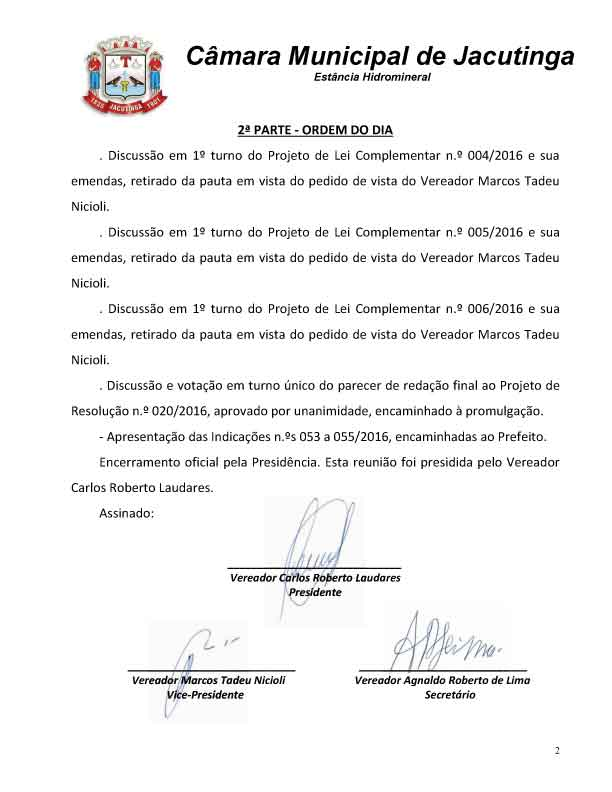 Câmara Municipal de Jacutinga
Estância Hidromineral
1835 JACUTINGA 1901
2ª PARTE - ORDEM DO DIA
. Discussão em 1º turno do Projeto de Lei Complementar n.º 004/2016 e sua
emendas, retirado da pauta em vista do pedido de vista do Vereador Marcos Tadeu
Nicioli.
. Discussão em 1º turno do Projeto de Lei Complementar n.º 005/2016 e sua
emendas, retirado da pauta em vista do pedido de vista do Vereador Marcos Tadeu
Nicioli.
. Discussão em 1º turno do Projeto de Lei Complementar n.º 006/2016 e sua
emendas, retirado da pauta em vista do pedido de vista do Vereador Marcos Tadeu
Nicioli.
. Discussão e votação em turno único do parecer de redação final ao Projeto de
Resolução n.º 020/2016, aprovado por unanimidade, encaminhado à promulgação.
- Apresentação das Indicações n.ºs 053 a 055/2016, encaminhadas ao Prefeito.
Encerramento oficial pela Presidência. Esta reunião foi presidida pelo Vereador
Carlos Roberto Laudares.
Assinado:
Vereador Carlos Roberto Laudares
Presidente
Vereador Marcos Tadeu Nicioli
Vice-Presidente
Vereador Agnaldo Roberto de Lima
Secretário
2